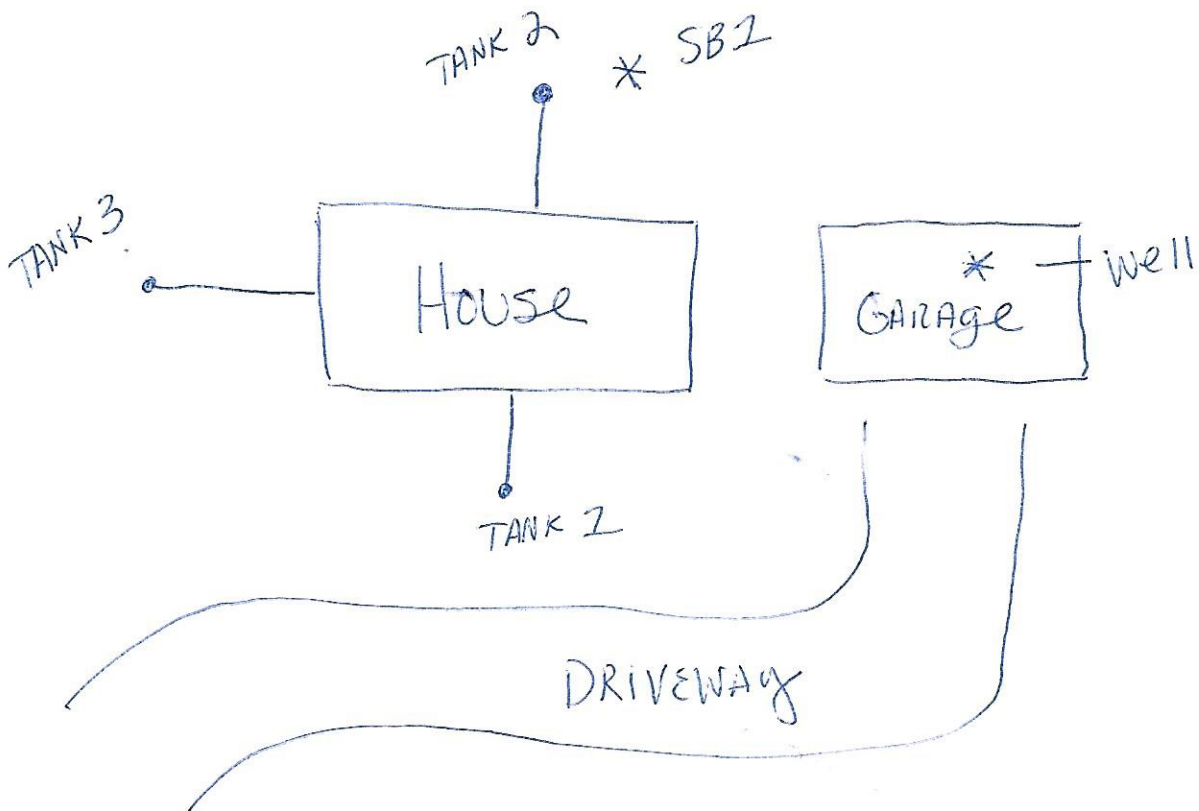 TANK 2
* SB1
TANK 3
House
* well
GARAge
TANK 1
DRIVEWAy